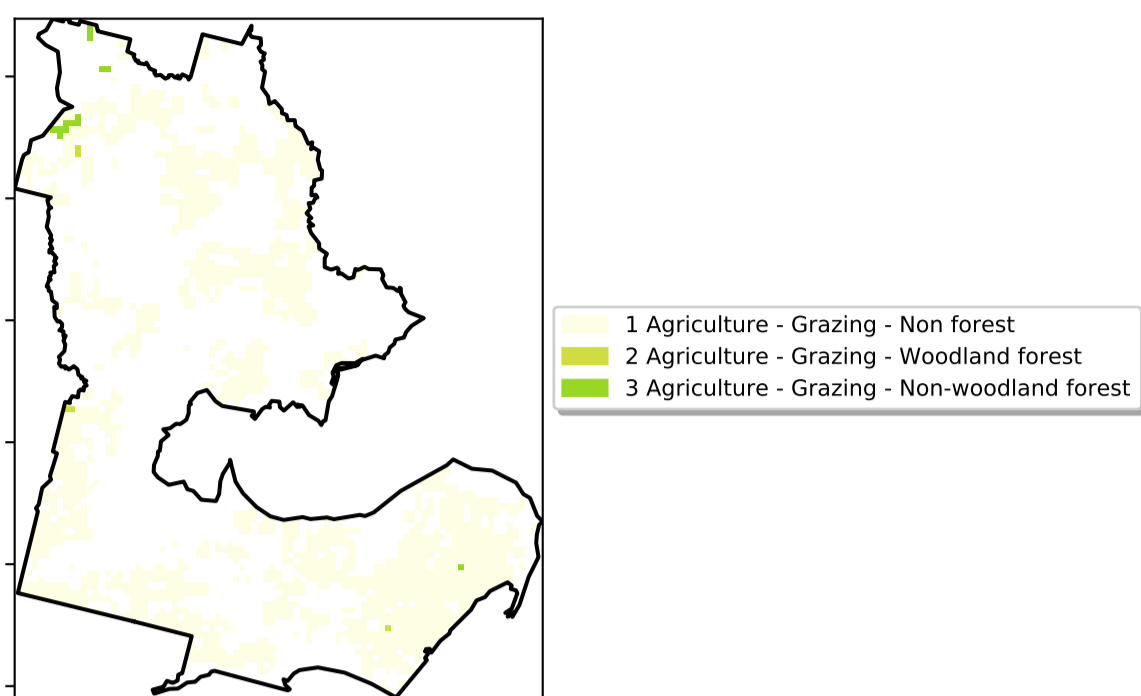 1 Agriculture - Grazing - Non forest
2 Agriculture - Grazing - Woodland forest
3 Agriculture - Grazing - Non-woodland forest